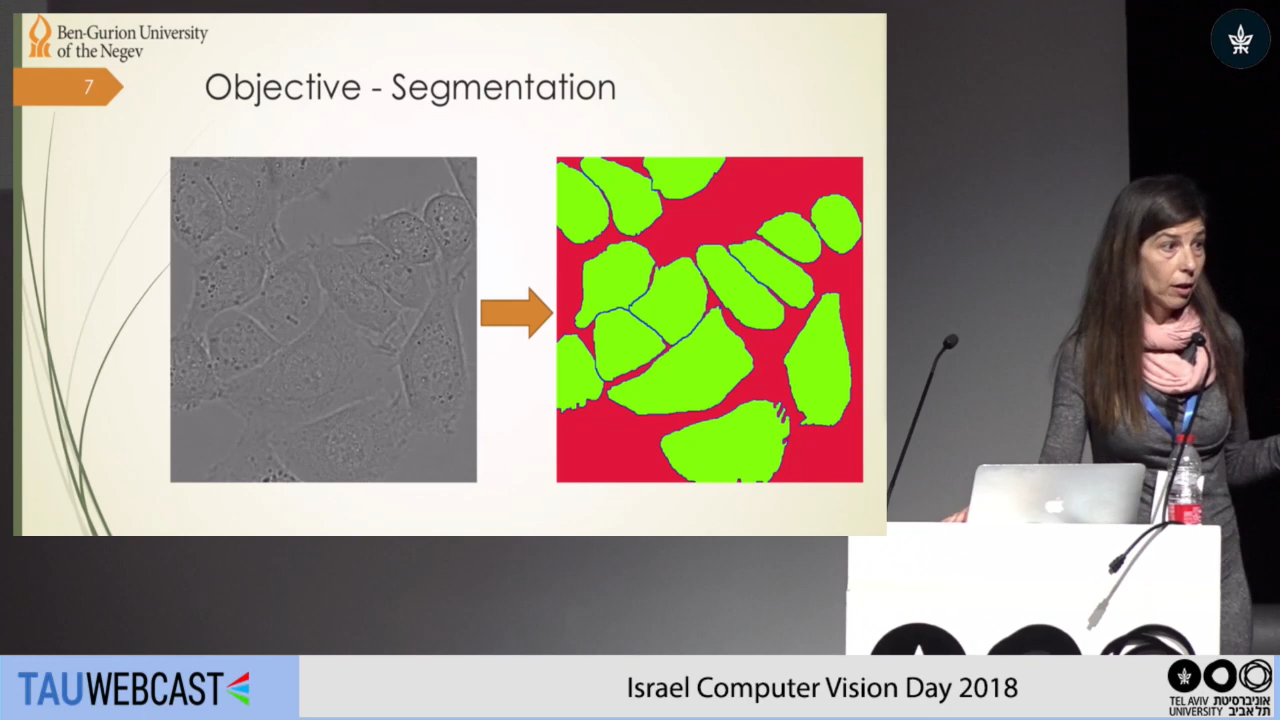 Ben-Gurion University
of the Negev
7
Objective - Segmentation
TAUWEBCAST
Israel Computer Vision Day 2018
TEL AVIV אוניברסיטת
UNIVERSITY תל אביב